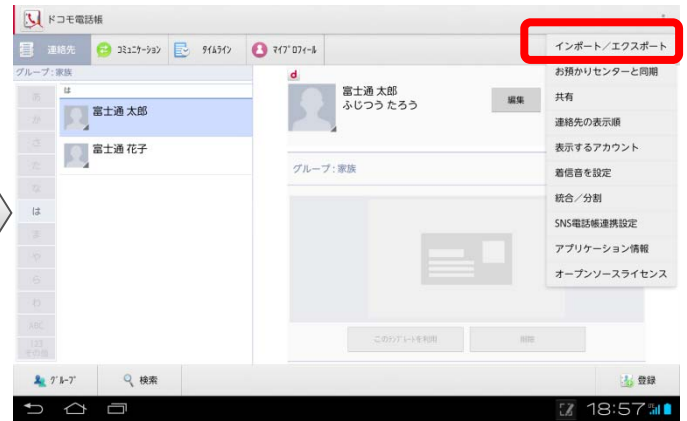 ドコモ電話帳
連絡先
コミュニケーション
タイムライン
マイプロフィール
グループ:家族
あ
か
さ
た
な
は
ま
や
ら
わ
ABC
123
その他
は
富士通 太郎
富士通 花子
d
富士通 太郎
ふじつう たろう
編集
グループ:家族
このテンプレートを利用
削除
インポート/エクスポート
お預かりセンターと同期
共有
連絡先の表示順
表示するアカウント
着信音を設定
統合/分割
SNS電話帳連携設定
アプリケーション情報
オープンソースライセンス
グループ
検索
登録
18:57